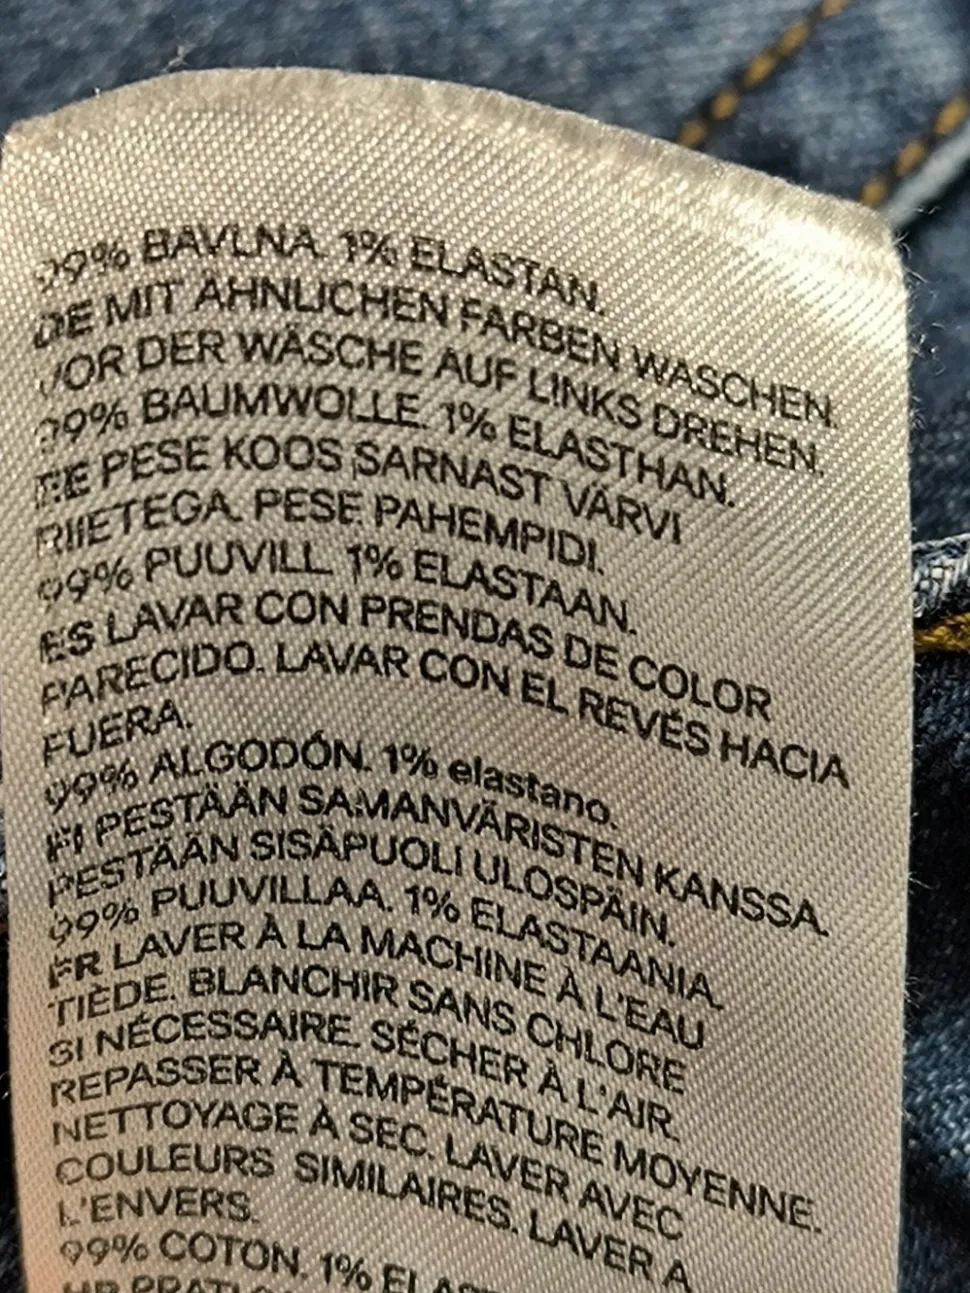 99% BAVLNA. 1% ELASTAN.
DE MIT ÄHNLICHEN FARBEN WASCHEN.
VOR DER WÄSCHE AUF LINKS DREHEN.
99% BAUMWOLLE. 1% ELASTHAN.
EE PESE KOOS SARNAST VÄRVI
RIIETEGA. PESE PAHEMPIDI.
99% PUUVILL. 1% ELASTAAN.
ES LAVAR CON PRENDAS DE COLOR
PARECIDO. LAVAR CON EL REVÉS HACIA
FUERA.
99% ALGODÓN. 1% elastano.
FI PESTÄÄN SAMANVÄRISTEN KANSSA.
PESTÄÄN SISÄPUOLI ULOSPÄIN.
99% PUUVILLAA. 1% ELASTAANIA.
FR LAVER À LA MACHINE À L'EAU
TIÈDE. BLANCHIR SANS CHLORE
SI NÉCESSAIRE. SÉCHER À L'AIR.
REPASSER À TEMPÉRATURE MOYENNE.
NETTOYAGE À SEC. LAVER AVEC
COULEURS SIMILAIRES. LAVER A
L'ENVERS.
99% COTON. 1%